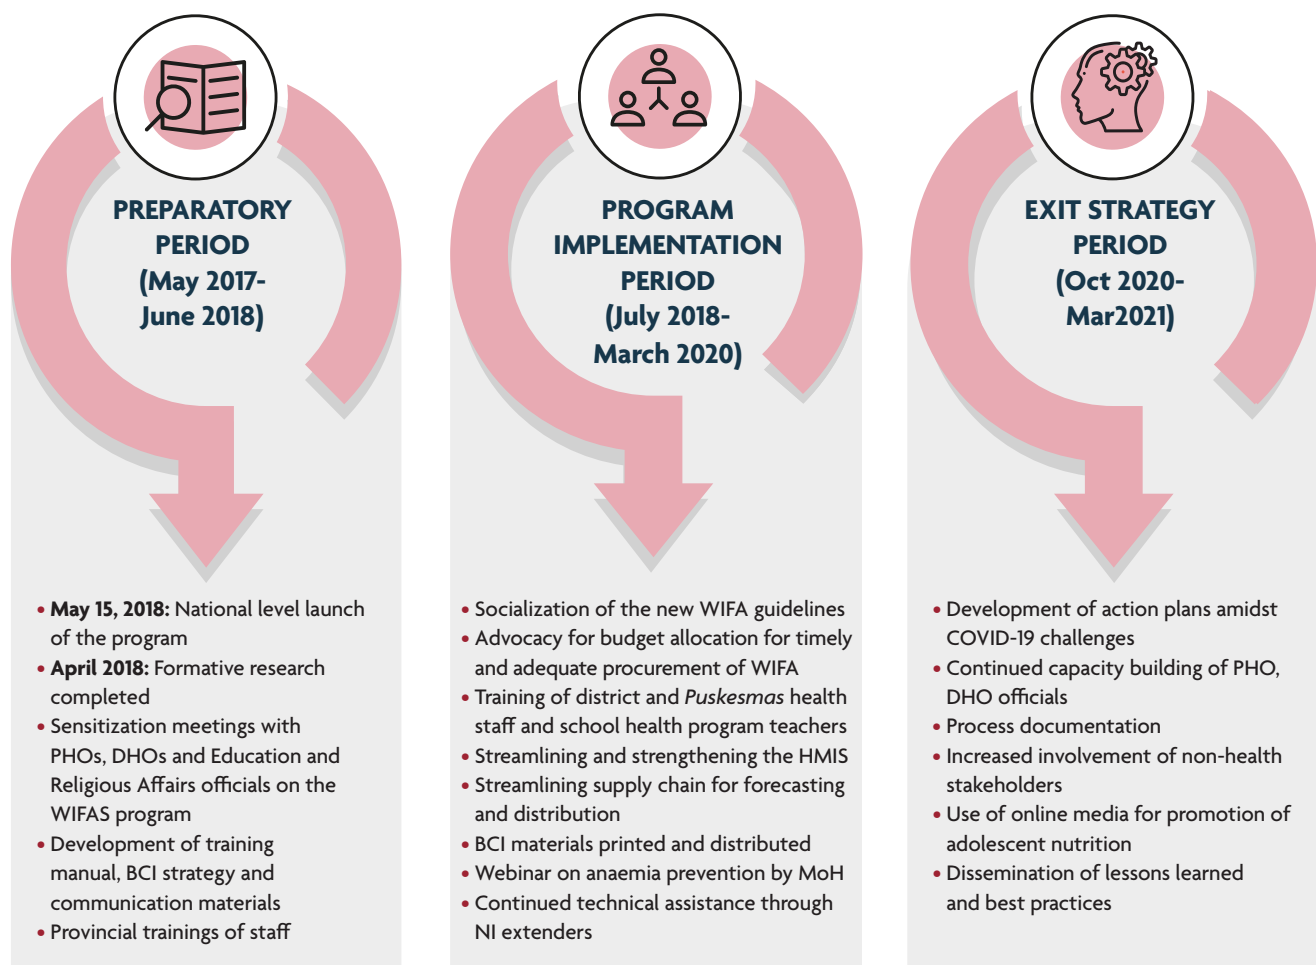 PREPARATORY
PERIOD
(May 2017-
June 2018)
• May 15, 2018: National level launch
of the program
• April 2018: Formative research
completed
• Sensitization meetings with
PHOs, DHOs and Education and
Religious Affairs officials on the
WIFAS program
• Development of training
manual, BCI strategy and
communication materials
• Provincial trainings of staff
PROGRAM
IMPLEMENTATION
PERIOD
(July 2018-
March 2020)
• Socialization of the new WIFA guidelines
• Advocacy for budget allocation for timely
and adequate procurement of WIFA
• Training of district and Puskesmas health
staff and school health program teachers
• Streamlining and strengthening the HMIS
• Streamlining supply chain for forecasting
and distribution
• BCI materials printed and distributed
• Webinar on anaemia prevention by MoH
• Continued technical assistance through
NI extenders
EXIT STRATEGY
PERIOD
(Oct 2020-
Mar2021)
• Development of action plans amidst
COVID-19 challenges
• Continued capacity building of PHO,
DHO officials
• Process documentation
• Increased involvement of non-health
stakeholders
• Use of online media for promotion of
adolescent nutrition
• Dissemination of lessons learned
and best practices